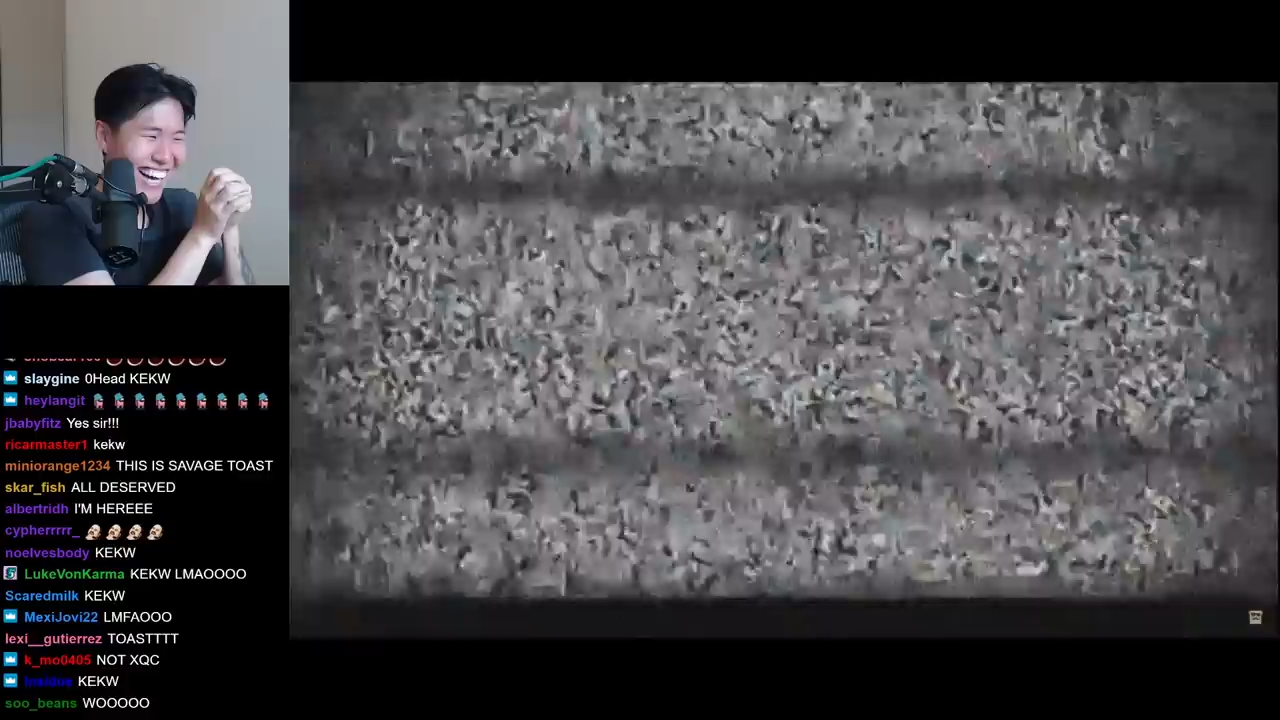 slaygine 0Head KEKW
heylangit
jbabyfitz Yes sir!!!
ricarmaster1 kekw
miniorange1234 THIS IS SAVAGE TOAST
skar_fish ALL DESERVED
albertridh I'M HEREEE
cypherrrrr_
noelvesbody KEKW
LukeVonKarma KEKW LMAOOOO
Scaredmilk KEKW
MexiJovi22 LMFAOOO
lexi__gutierrez TOASTTTT
k_mo0405 NOT XQC
KEKW
soo_beans WOOOOO